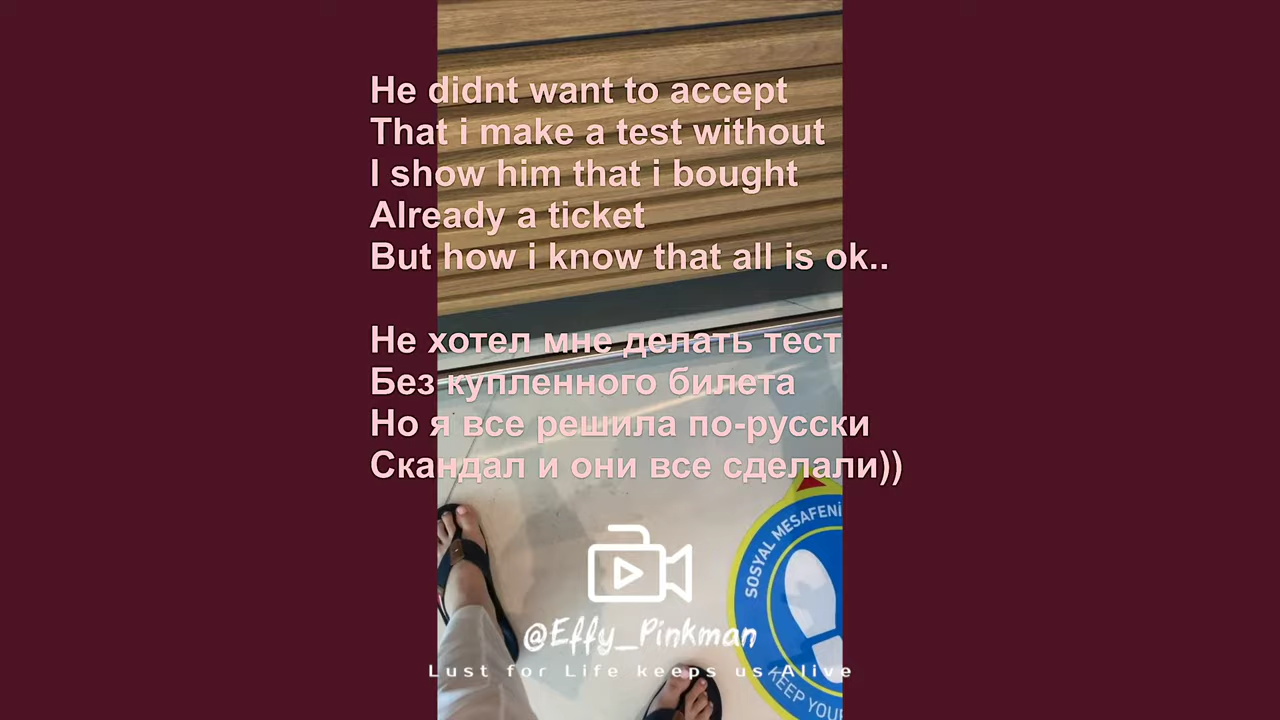 He didnt want to accept
That i make a test without
I show him that i bought
Already a ticket
But how i know that all is ok..
Не хотел мне делать тест
Без купленного билета
Но я все решила по-русски
Скандал и они все сделали))
SOSYAL MESAFENİ
@Effy_Pinkman
Lust for Life keeps us Alive
KEEP YOUR